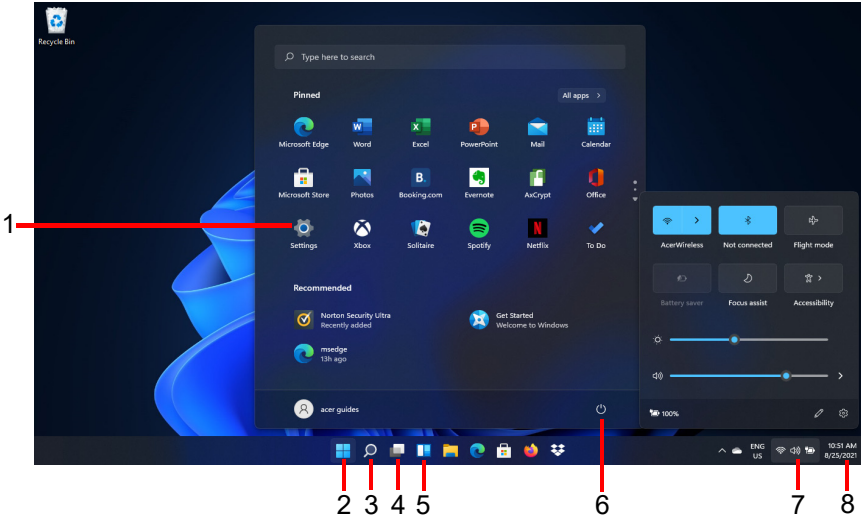 Recycle Bin
Type here to search
Pinned
All apps >
Microsoft Edge
Word
Excel
PowerPoint
Mail
Calendar
Microsoft Store
Photos
Booking.com
Evernote
AxCrypt
Office
1
Settings
Xbox
Solitaire
Spotify
Netflix
To Do
AcerWireless
Not connected
Flight mode
Battery saver
Focus assist
Accessibility
Recommended
Norton Security Ultra
Recently added
Get Started
Welcome to Windows
msedge
13h ago
acer guides
100%
ENG
US
10:51 AM
8/25/2021
2
3
4
5
6
7
8